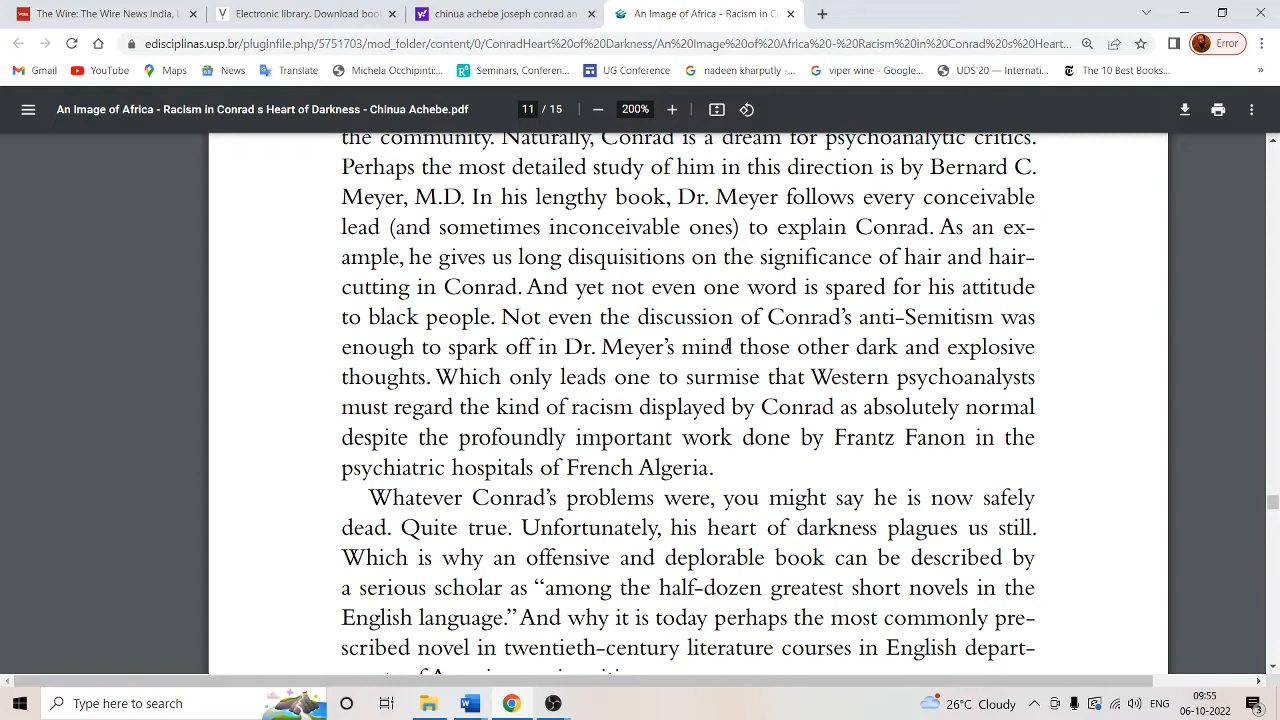 The Wire: The Wire News India, L
Electronic library. Download boo
chinua achebe joseph conrad an
An Image of Africa - Racism in Co
edisciplinas.usp.br/pluginfile.php/5751703/mod_folder/content/0/Conrad
Error
Gmail
YouTube
Maps
News
Translate
Michela Occhipinti:...
Seminars, Conferen...
UG Conference
nadeen kharputly -...
viper wine - Google...
UDS'20 — Internati...
The 10 Best Books...
»
An Image of Africa - Racism in Conrad s Heart of Darkness - Chinua Achebe.pdf
11 / 15
200%
the community. Naturally, Conrad is a dream for psychoanalytic critics.
Perhaps the most detailed study of him in this direction is by Bernard C.
Meyer, M.D. In his lengthy book, Dr. Meyer follows every conceivable
lead (and sometimes inconceivable ones) to explain Conrad. As an ex-
ample, he gives us long disquisitions on the significance of hair and hair-
cutting in Conrad. And yet not even one word is spared for his attitude
to black people. Not even the discussion of Conrad's anti-Semitism was
enough to spark off in Dr. Meyer's mind those other dark and explosive
thoughts. Which only leads one to surmise that Western psychoanalysts
must regard the kind of racism displayed by Conrad as absolutely normal
despite the profoundly important work done by Frantz Fanon in the
psychiatric hospitals of French Algeria.
Whatever Conrad's problems were, you might say he is now safely
dead. Quite true. Unfortunately, his heart of darkness plagues us still.
Which is why an offensive and deplorable book can be described by
a serious scholar as “among the half-dozen greatest short novels in the
English language.” And why it is today perhaps the most commonly pre-
scribed novel in twentieth-century literature courses in English depart-
Type here to search
26°C Cloudy
ENG
09:55
06-10-2022
3